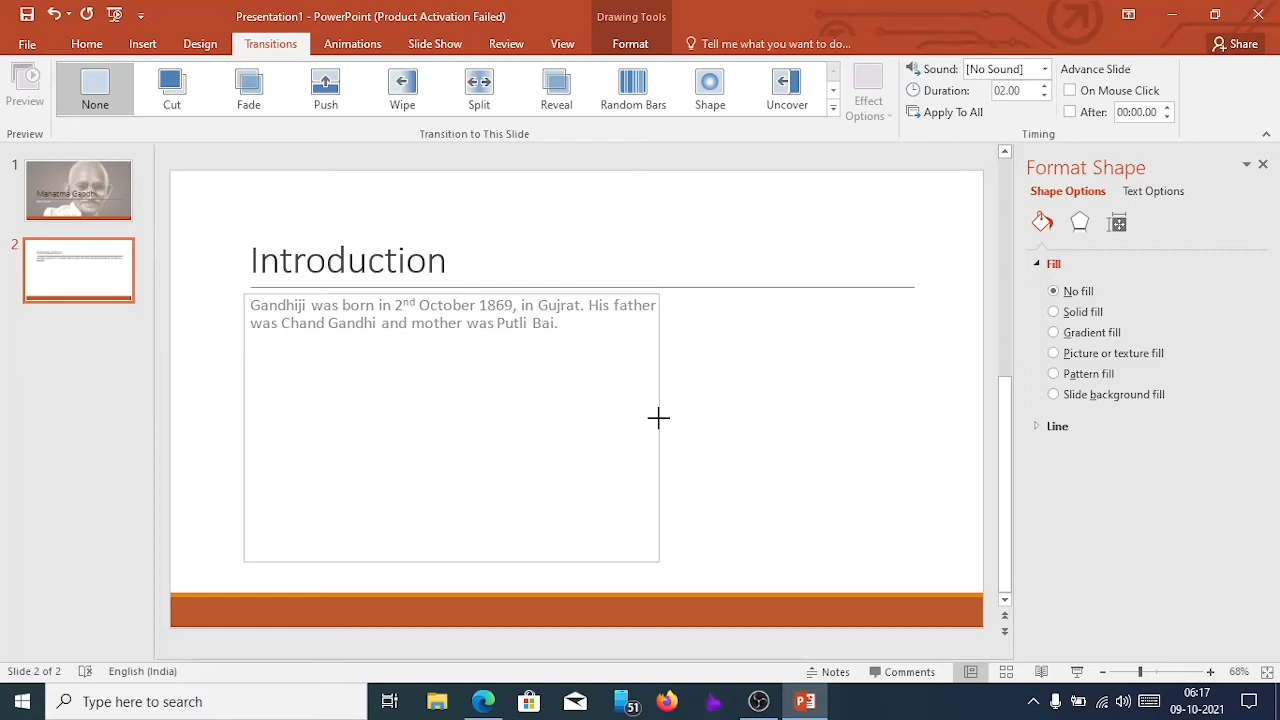 Presentation1 - PowerPoint (Product Activation Failed)
Drawing Tools
File Home Insert Design Transitions Animations Slide Show Review View Format Tell me what you want to do... Share
Preview
None Cut Fade Push Wipe Split Reveal Random Bars Shape Uncover
Effect
Options
Sound: [No Sound]
Duration: 02.00
Apply To All
Advance Slide
On Mouse Click
After: 00:00.00
Preview
Transition to This Slide
Timing
1
Mahatma Gandhi
2
Introduction
Gandhiji was born in 2nd October 1869, in Gujrat. His father
was Chand Gandhi and mother was Putli Bai.
Format Shape
Shape Options Text Options
Fill
No fill
Solid fill
Gradient fill
Picture or texture fill
Pattern fill
Slide background fill
Line
Slide 2 of 2 English (India) Notes Comments 68%
Type here to search
51
06:17
09-10-2021